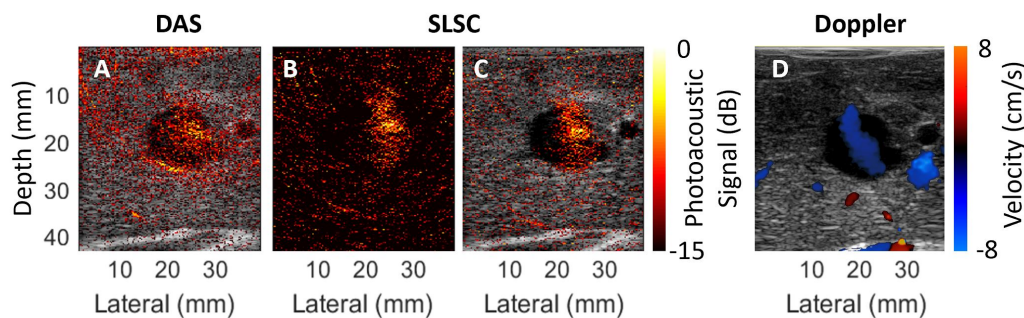 DAS
SLSC
Doppler
A
B
C
D
Depth (mm)
10
20
30
40
0
-15
Photoacoustic
Signal (dB)
8
-8
Velocity (cm/s)
10 20 30
10 20 30
10 20 30
10 20 30
Lateral (mm)
Lateral (mm)
Lateral (mm)
Lateral (mm)